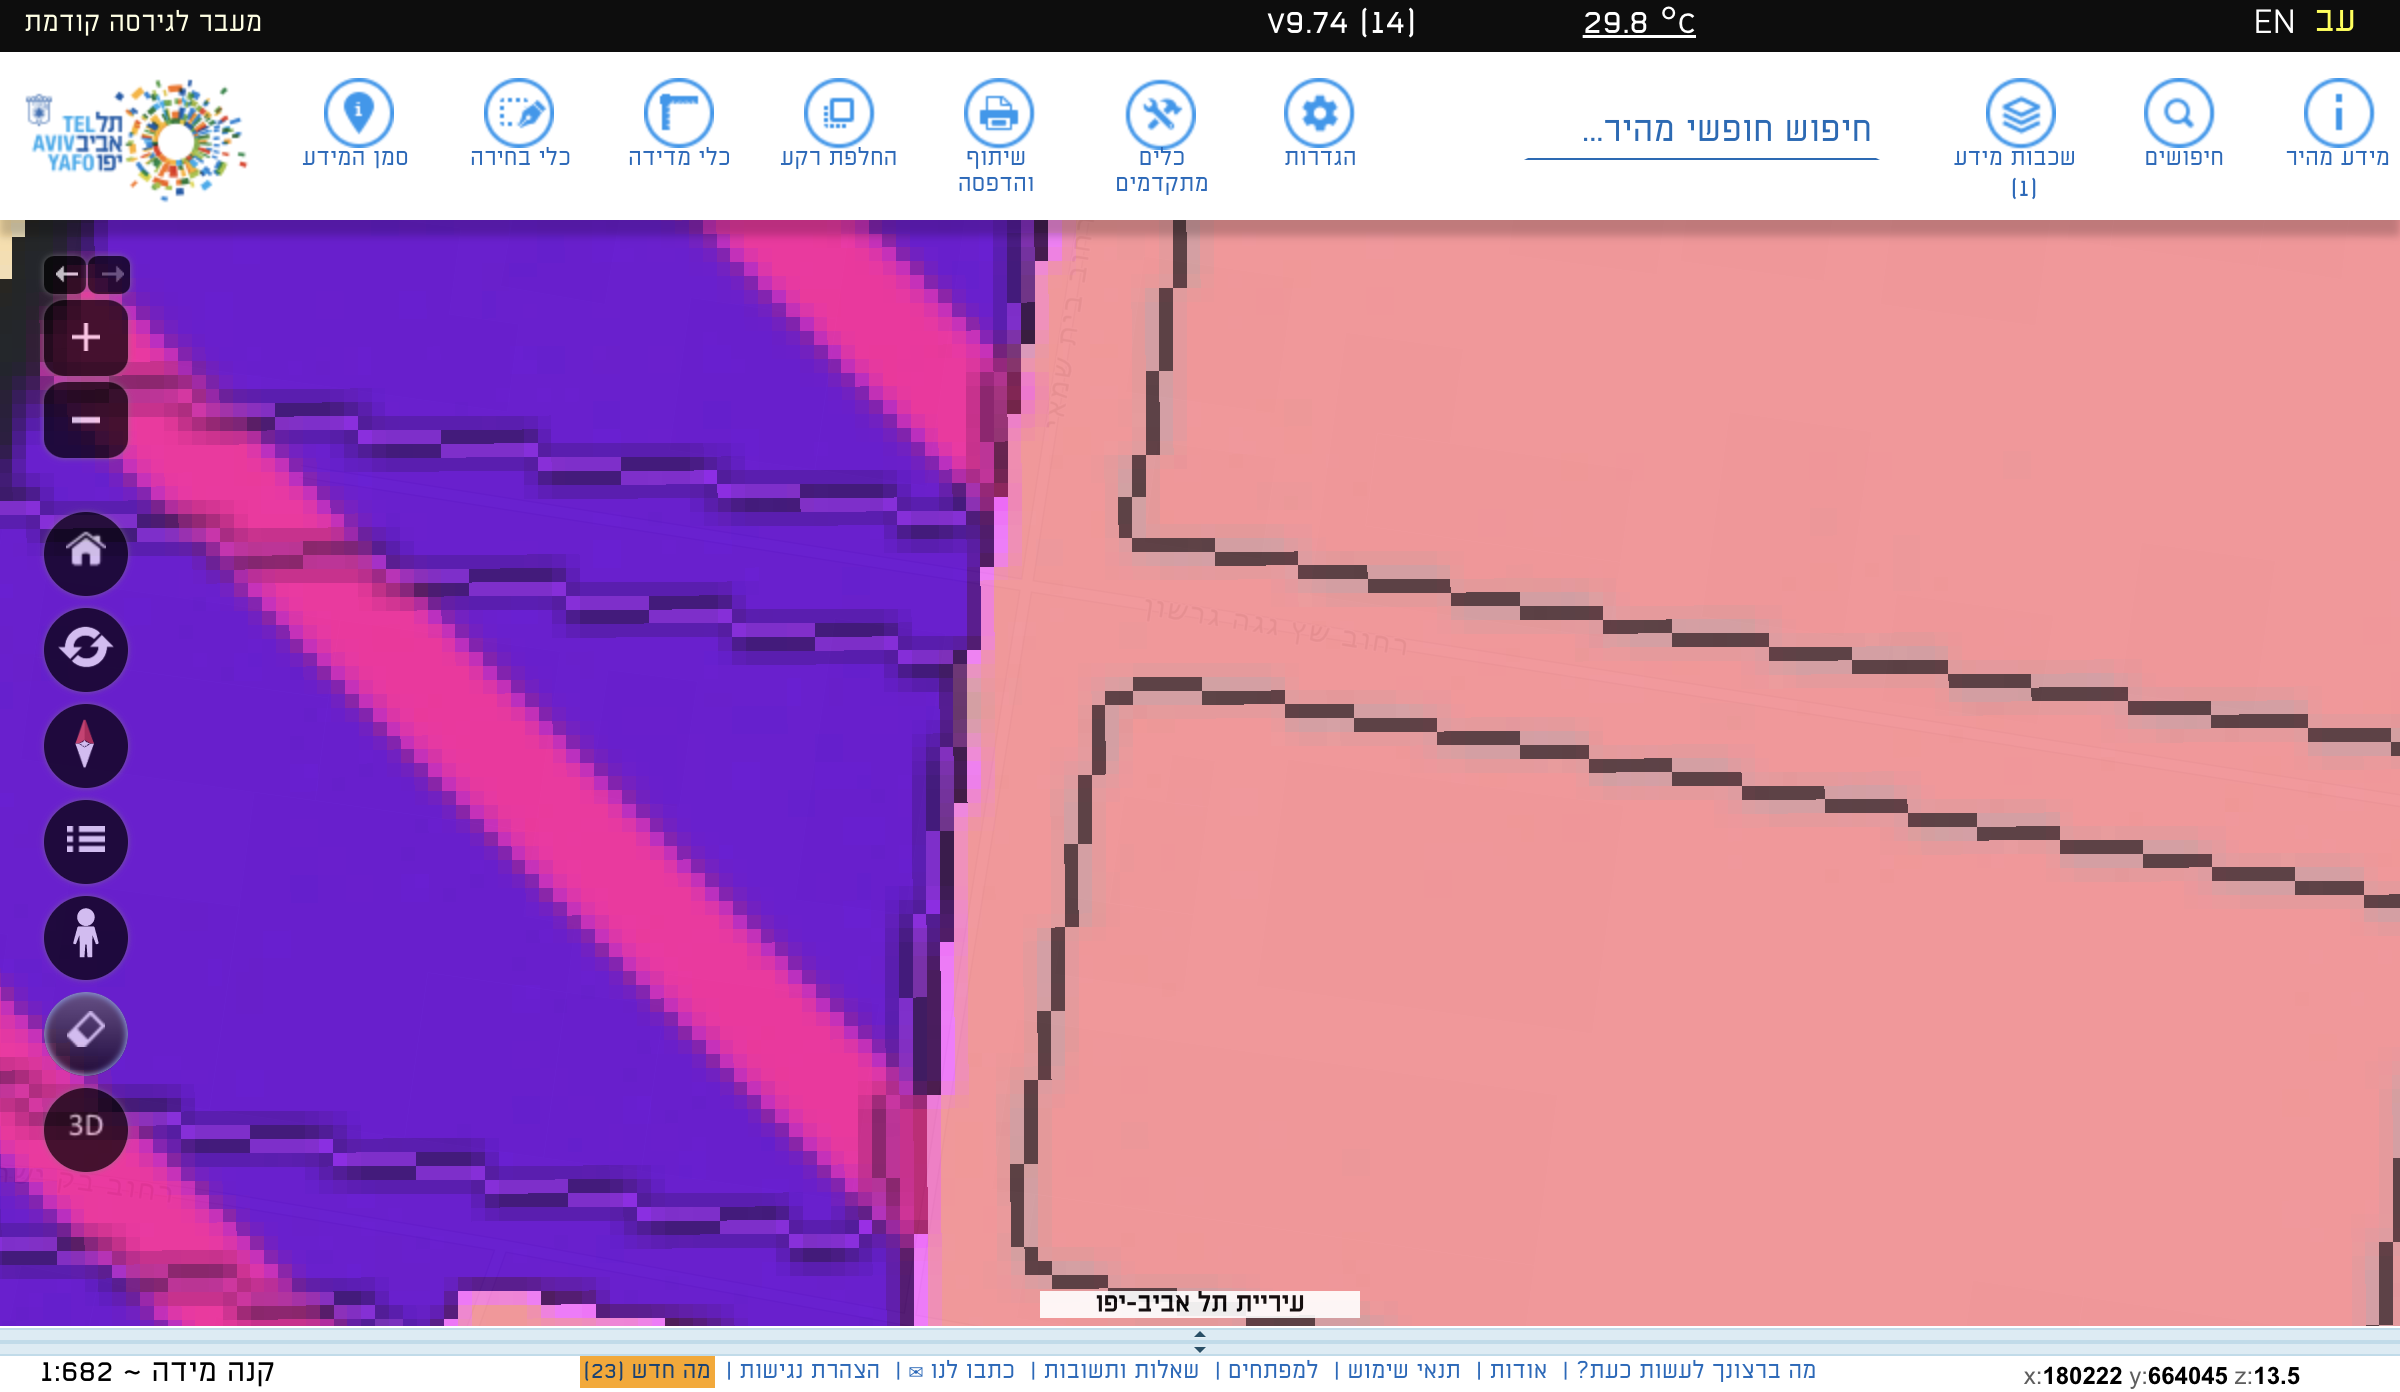 עב EN
29.8 °C
V9.74 (14)
מעבר לגירסה קודמת
מידע מהיר
חיפושים
שכבות מידע
(1)
חיפוש חופשי מהיר...
הגדרות
כלים
מתקדמים
שיתוף
והדפסה
החלפת רקע
כלי מדידה
כלי בחירה
סמן המידע
TEL תל
AVIV אביב
YAFO יפו
רחוב בית שמאי
רחוב שץ גגה גרשון
3D
עיריית תל אביב-יפו
x:180222 y:664045 z:13.5
מה ברצונך לעשות כעת? | אודות | תנאי שימוש | למפתחים | שאלות ותשובות | כתבו לנו ✉ | הצהרת נגישות | מה חדש (23)
קנה מידה ~ 1:682